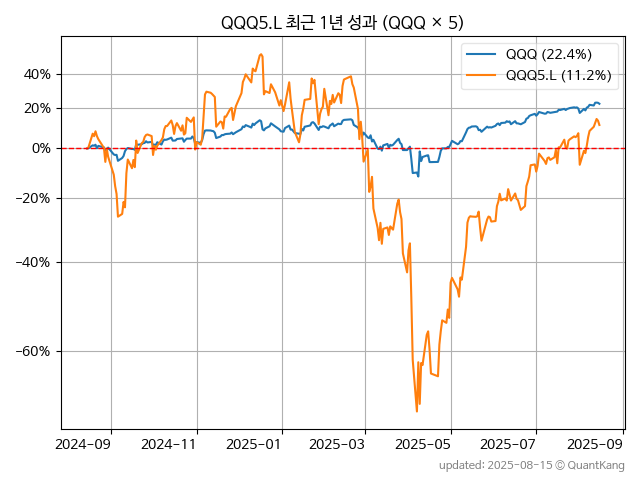 QQQ5.L 최근 1년 성과 (QQQ × 5)
QQQ (22.4%)
QQQ5.L (11.2%)
40%
20%
0%
−20%
−40%
−60%
2024-09 2024-11 2025-01 2025-03 2025-05 2025-07 2025-09
updated: 2025-08-15 © QuantKang